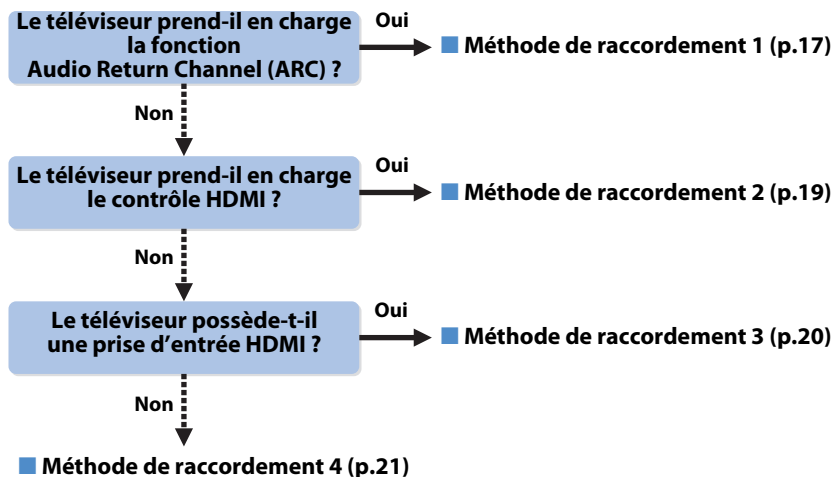 Le téléviseur prend-il en charge
la fonction
Audio Return Channel (ARC) ?
Oui
■ Méthode de raccordement 1 (p.17)
Non
Le téléviseur prend-il en charge
le contrôle HDMI ?
Oui
■ Méthode de raccordement 2 (p.19)
Non
Le téléviseur possède-t-il
une prise d’entrée HDMI ?
Oui
■ Méthode de raccordement 3 (p.20)
Non
■ Méthode de raccordement 4 (p.21)